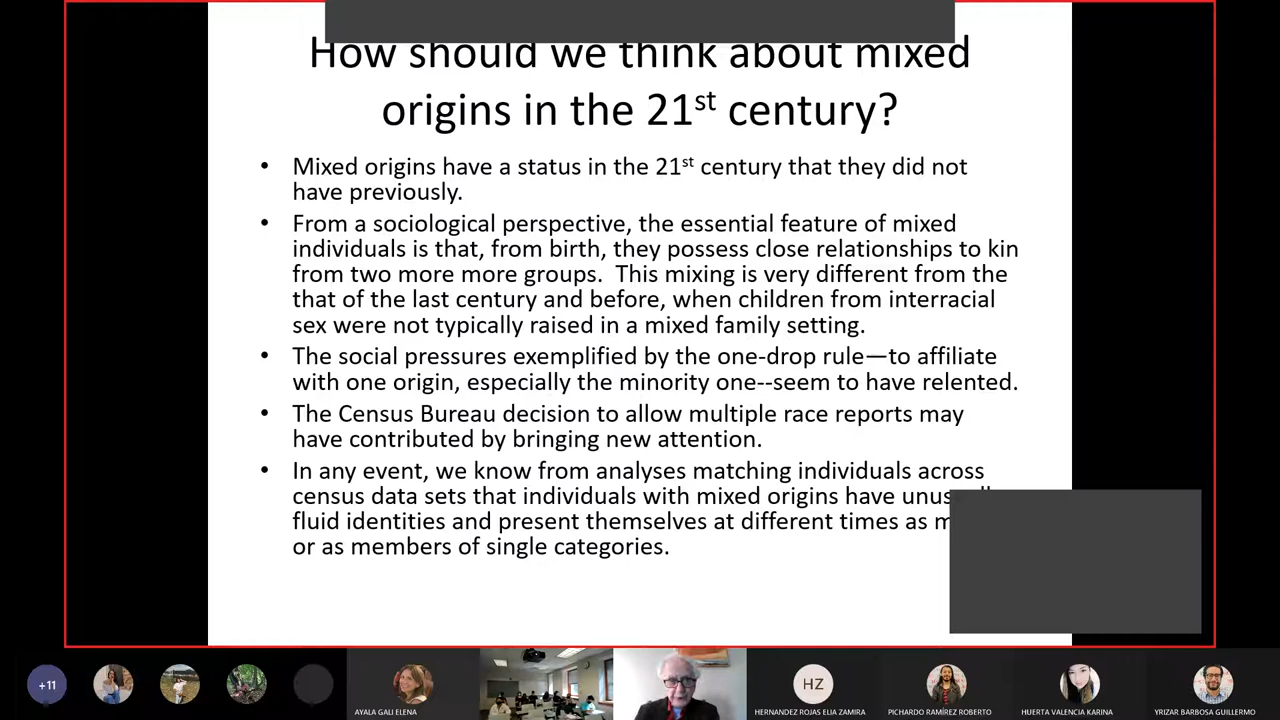 How should we think about mixed
origins in the 21st century?
• Mixed origins have a status in the 21st century that they did not
have previously.
• From a sociological perspective, the essential feature of mixed
individuals is that, from birth, they possess close relationships to kin
from two more more groups.  This mixing is very different from the
that of the last century and before, when children from interracial
sex were not typically raised in a mixed family setting.
• The social pressures exemplified by the one-drop rule—to affiliate
with one origin, especially the minority one--seem to have relented.
• The Census Bureau decision to allow multiple race reports may
have contributed by bringing new attention.
• In any event, we know from analyses matching individuals across
census data sets that individuals with mixed origins have
fluid identities and present themselves at different times as
or as members of single categories.
+11
AYALA GALI ELENA
HZ
HERNANDEZ ROJAS ELIA ZAMIRA
PICHARDO RAMÍREZ ROBERTO
HUERTA VALENCIA KARINA
YRIZAR BARBOSA GUILLERMO